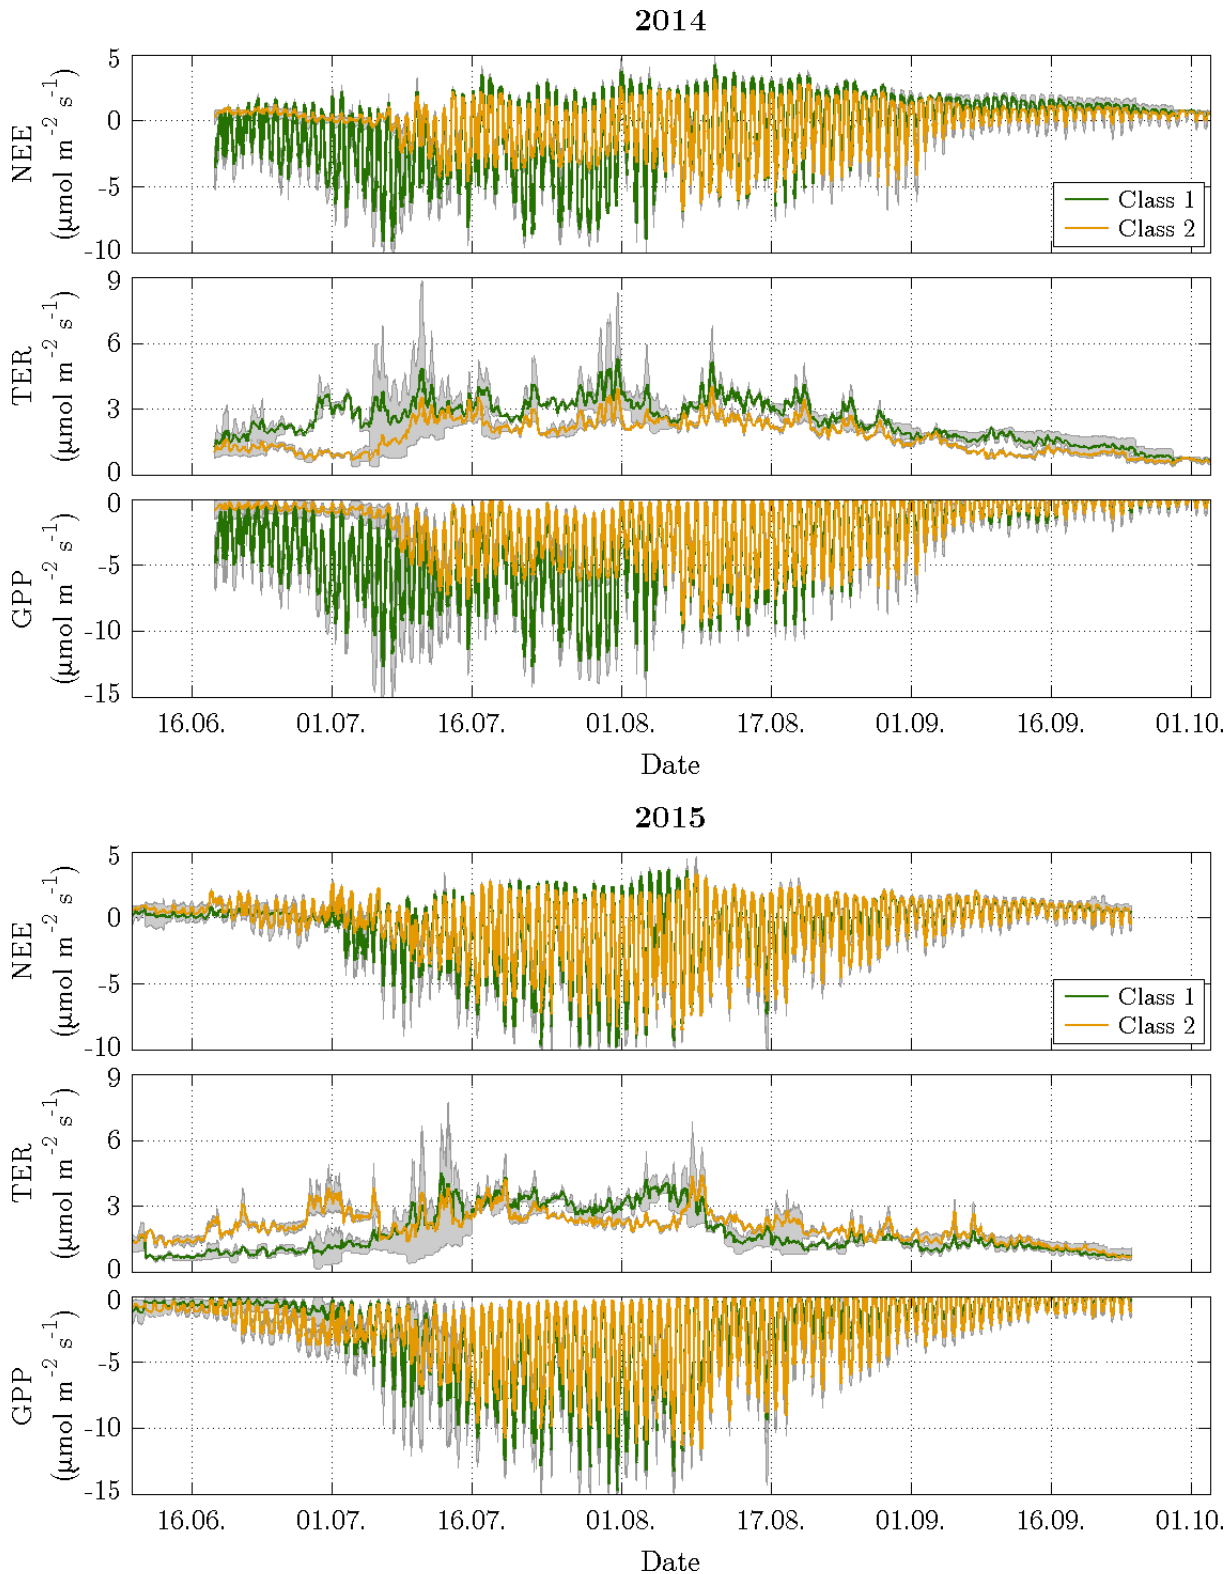 2014
NEE
(μmol m-2 s-1)
5
0
-5
-10
Class 1
Class 2
TER
(μmol m-2 s-1)
9
6
3
0
GPP
(μmol m-2 s-1)
0
-5
-10
-15
16.06. 01.07. 16.07. 01.08. 17.08. 01.09. 16.09. 01.10.
Date
2015
NEE
(μmol m-2 s-1)
5
0
-5
-10
Class 1
Class 2
TER
(μmol m-2 s-1)
9
6
3
0
GPP
(μmol m-2 s-1)
0
-5
-10
-15
16.06. 01.07. 16.07. 01.08. 17.08. 01.09. 16.09. 01.10.
Date